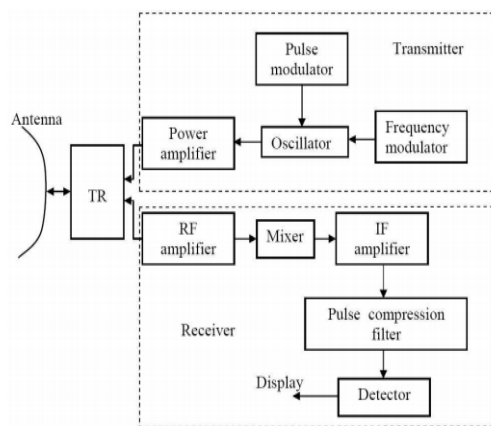 Pulse
modulator
Transmitter
Antenna
Power
amplifier
Oscillator
Frequency
modulator
TR
RF
amplifier
Mixer
IF
amplifier
Receiver
Pulse compression
filter
Display
Detector